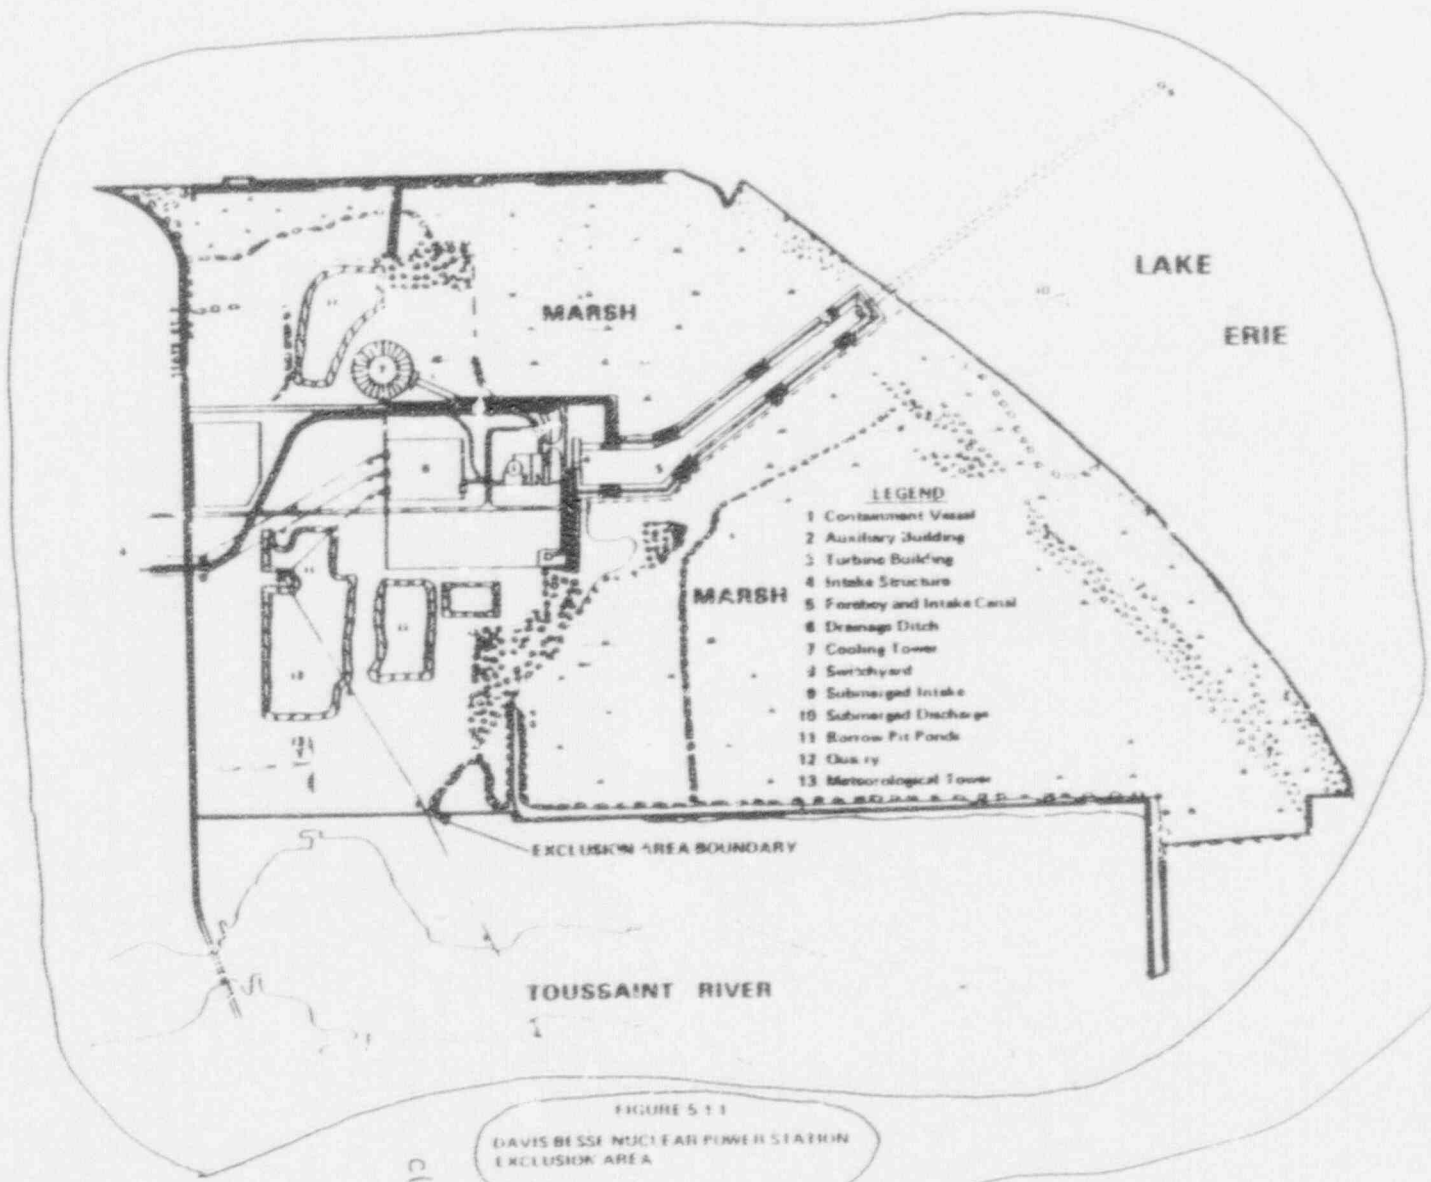 LAKE
ERIE
MARSH
LEGEND
1 Containment Vessel
2 Auxiliary Building
3 Turbine Building
4 Intake Structure
5 Forebay and Intake Canal
6 Drainage Ditch
7 Cooling Tower
8 Switchyard
9 Submerged Intake
10 Submerged Discharge
11 Borrow Pit Ponds
12 Quarry
13 Meteorological Tower
MARSH
EXCLUSION AREA BOUNDARY
TOUSSAINT RIVER
FIGURE 5.1.1
DAVIS BESSE NUCLEAR POWER STATION
EXCLUSION AREA